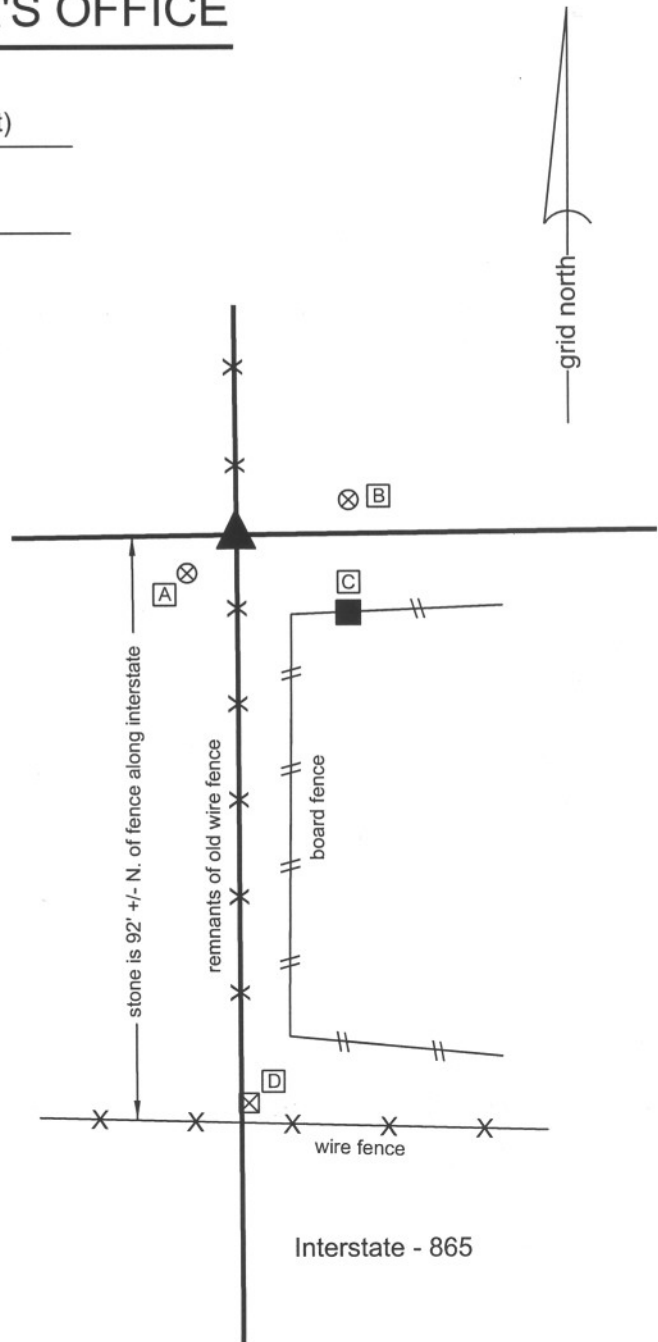 'S OFFICE
t)
grid north
B
A
C
stone is 92' +/- N. of fence along interstate
remnants of old wire fence
board fence
D
wire fence
Interstate - 865